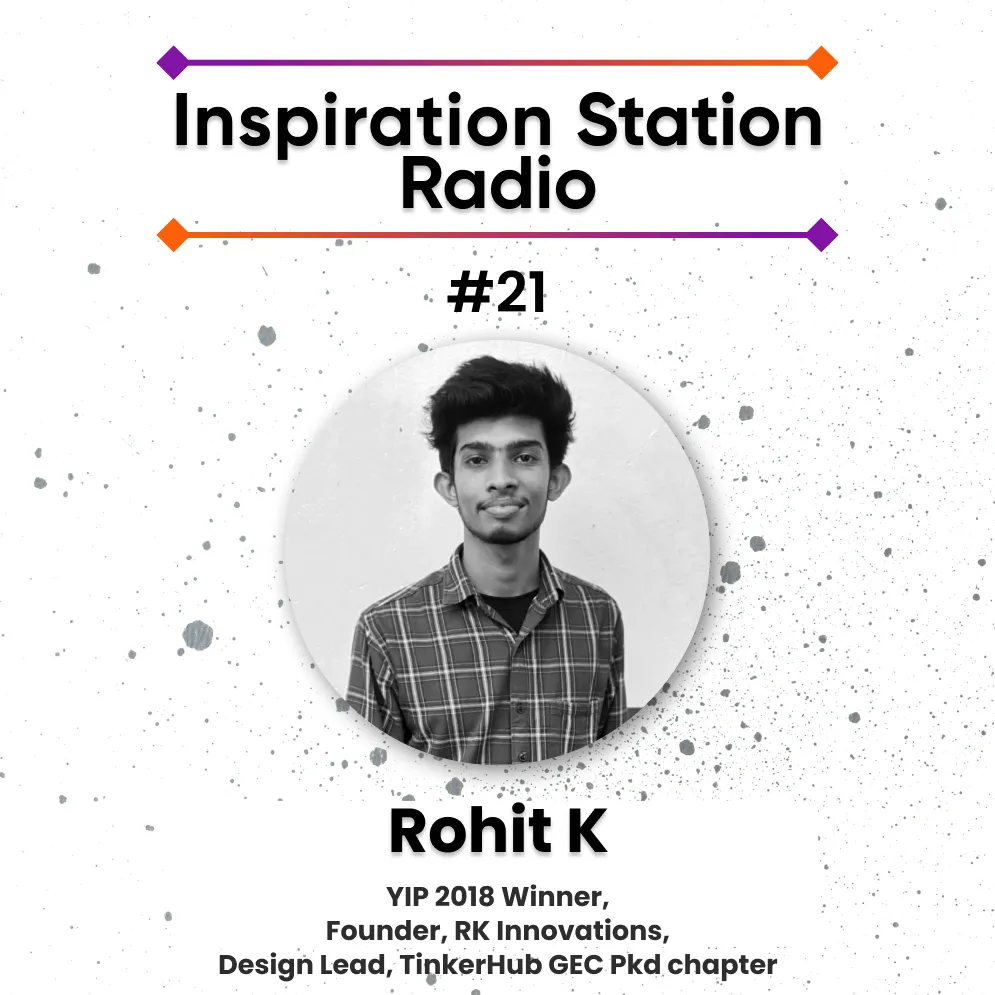 Inspiration Station
Radio
#21
Rohit K
YIP 2018 Winner,
Founder, RK Innovations,
Design Lead, TinkerHub GEC Pkd chapter